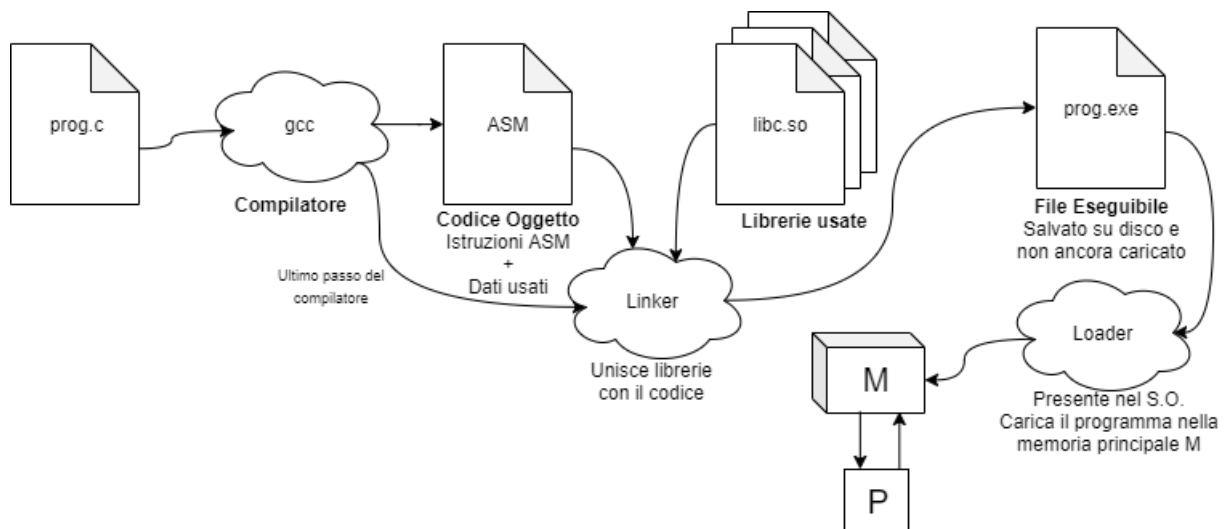 prog.c
gcc
Compilatore
ASM
Codice Oggetto
Istruzioni ASM
+
Dati usati
libc.so
Librerie usate
prog.exe
File Eseguibile
Salvato su disco e
non ancora caricato
Ultimo passo del
compilatore
Linker
Unisce librerie
con il codice
Loader
Presente nel S.O.
Carica il programma nella
memoria principale M
M
P